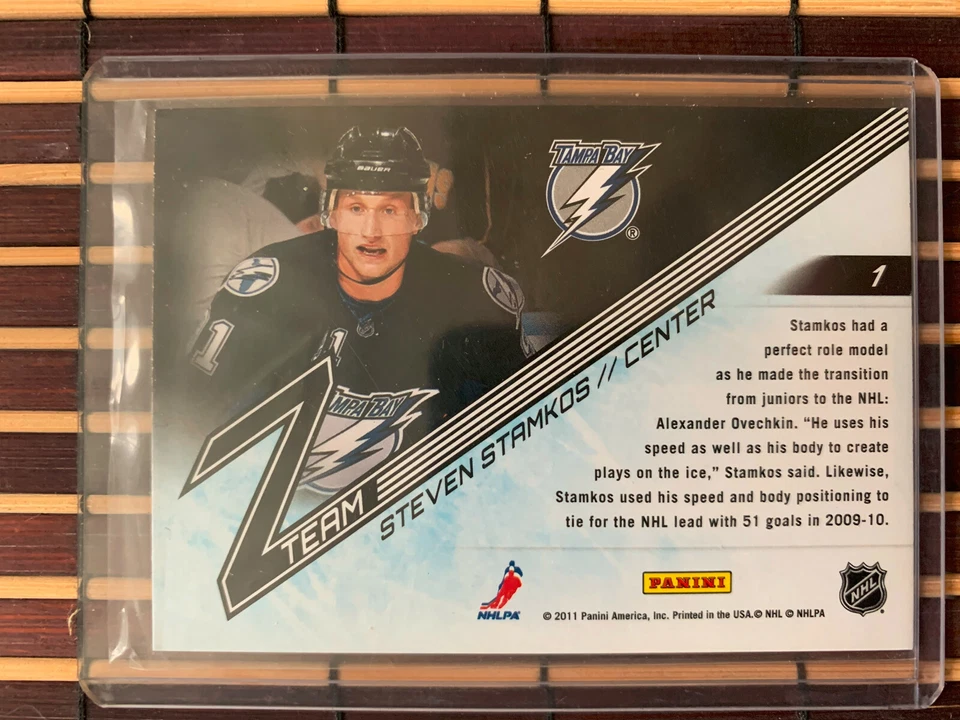 BAUER
TAMPA BAY
®
1
1
1
MPA BAY
Z
TEAM
STEVEN STAMKOS // CENTER
Stamkos had a
perfect role model
as he made the transition
from juniors to the NHL:
Alexander Ovechkin. “He uses his
speed as well as his body to create
plays on the ice,” Stamkos said. Likewise,
Stamkos used his speed and body positioning to
tie for the NHL lead with 51 goals in 2009-10.
NHLPA
PANINI
NHL
© 2011 Panini America, Inc. Printed in the USA.© NHL © NHLPA